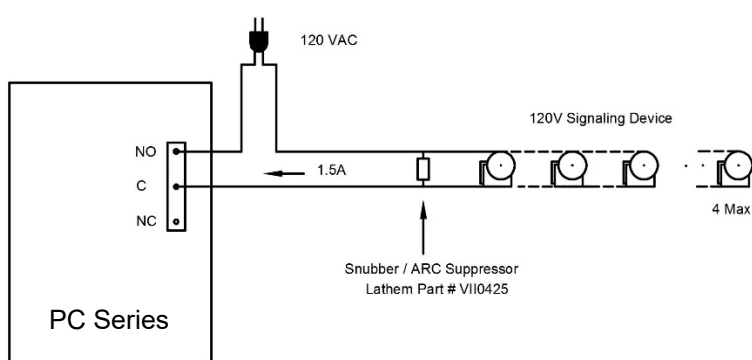 120 VAC
120V Signaling Device
NO
1.5A
C
NC
4 Max
Snubber / ARC Suppressor
Lathem Part # VII0425
PC Series